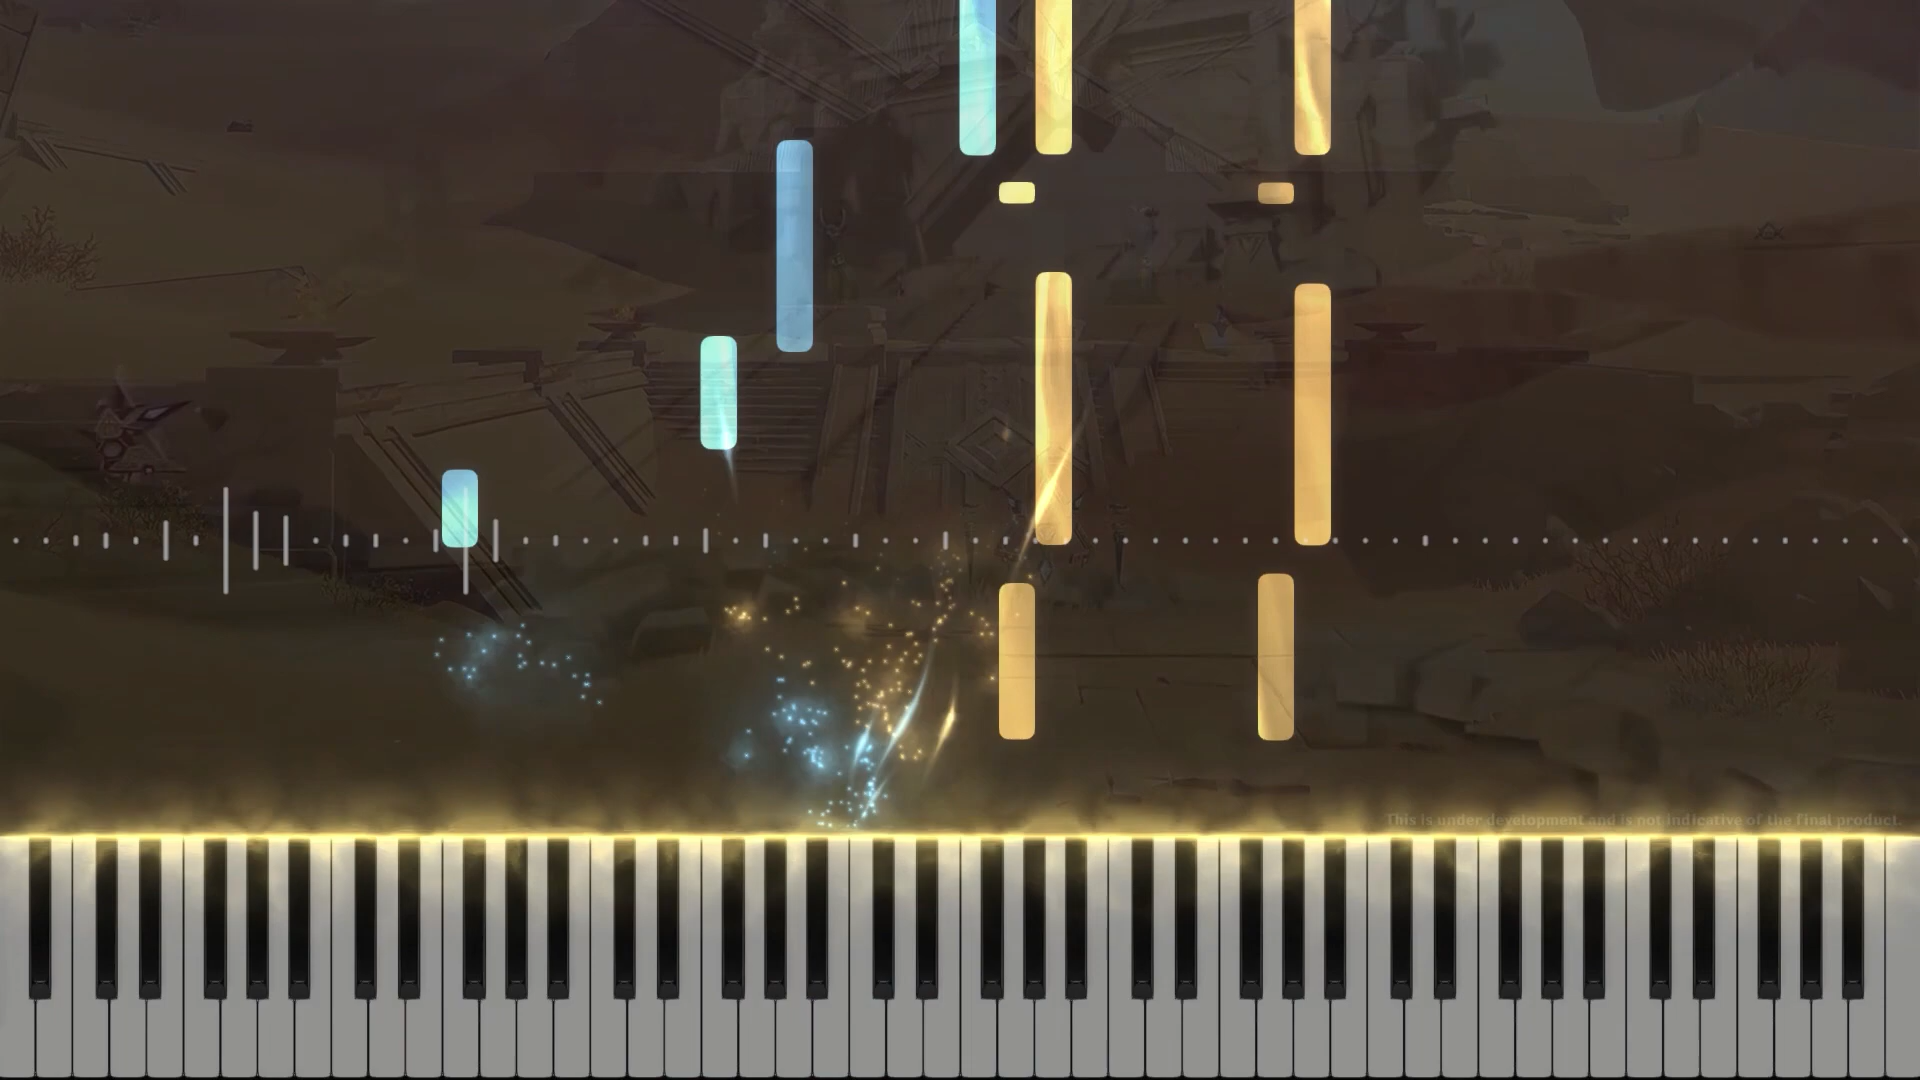 This is under development and is not indicative of the final product.